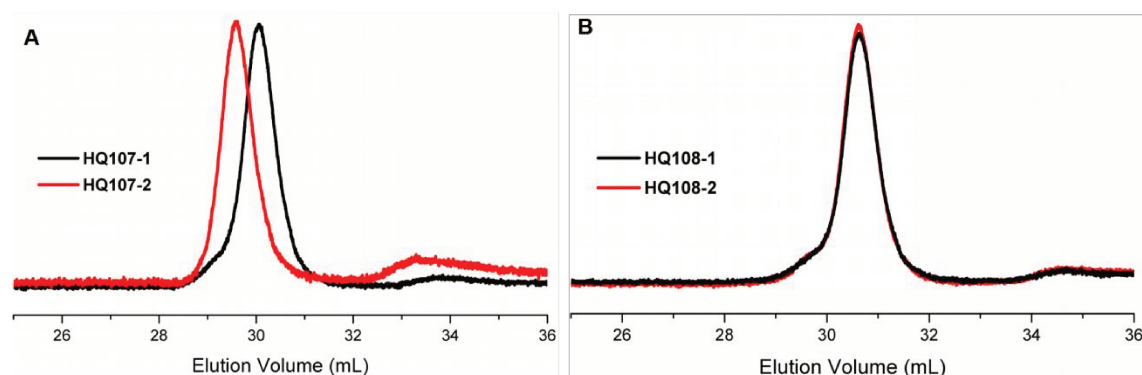 A
HQ107-1
HQ107-2
26 28 30 32 34 36
Elution Volume (mL)
B
HQ108-1
HQ108-2
26 28 30 32 34 36
Elution Volume (mL)